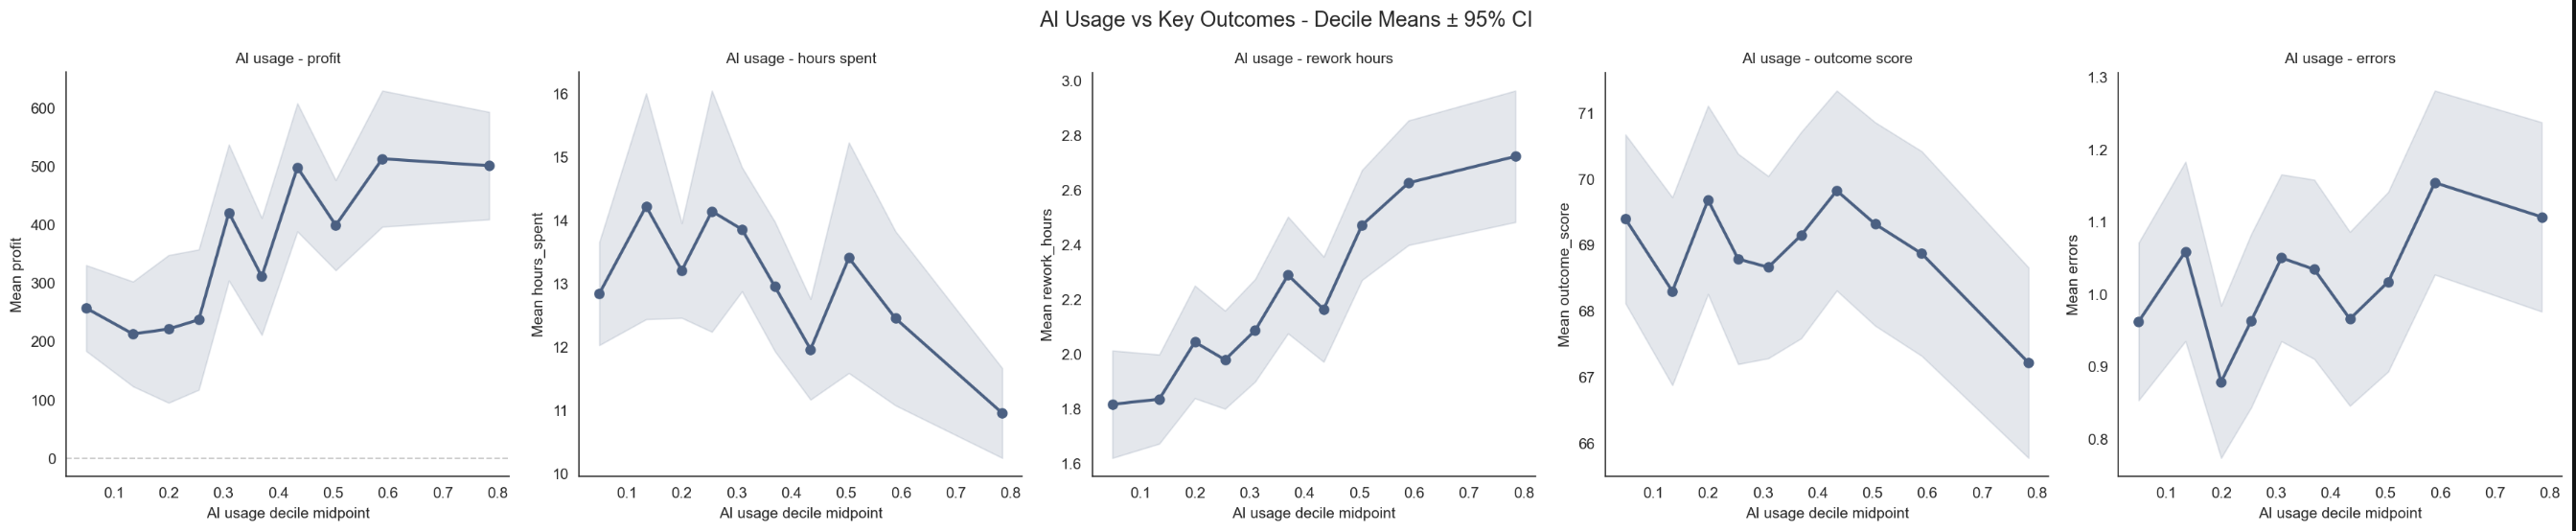 AI Usage vs Key Outcomes - Decile Means ± 95% CI
AI usage - profit
Mean profit
600
500
400
300
200
100
0
0.1 0.2 0.3 0.4 0.5 0.6 0.7 0.8
AI usage decile midpoint
AI usage - hours spent
Mean hours_spent
16
15
14
13
12
11
10
0.1 0.2 0.3 0.4 0.5 0.6 0.7 0.8
AI usage decile midpoint
AI usage - rework hours
Mean rework_hours
3.0
2.8
2.6
2.4
2.2
2.0
1.8
1.6
0.1 0.2 0.3 0.4 0.5 0.6 0.7 0.8
AI usage decile midpoint
AI usage - outcome score
Mean outcome_score
71
70
69
68
67
66
0.1 0.2 0.3 0.4 0.5 0.6 0.7 0.8
AI usage decile midpoint
AI usage - errors
Mean errors
1.3
1.2
1.1
1.0
0.9
0.8
0.1 0.2 0.3 0.4 0.5 0.6 0.7 0.8
AI usage decile midpoint